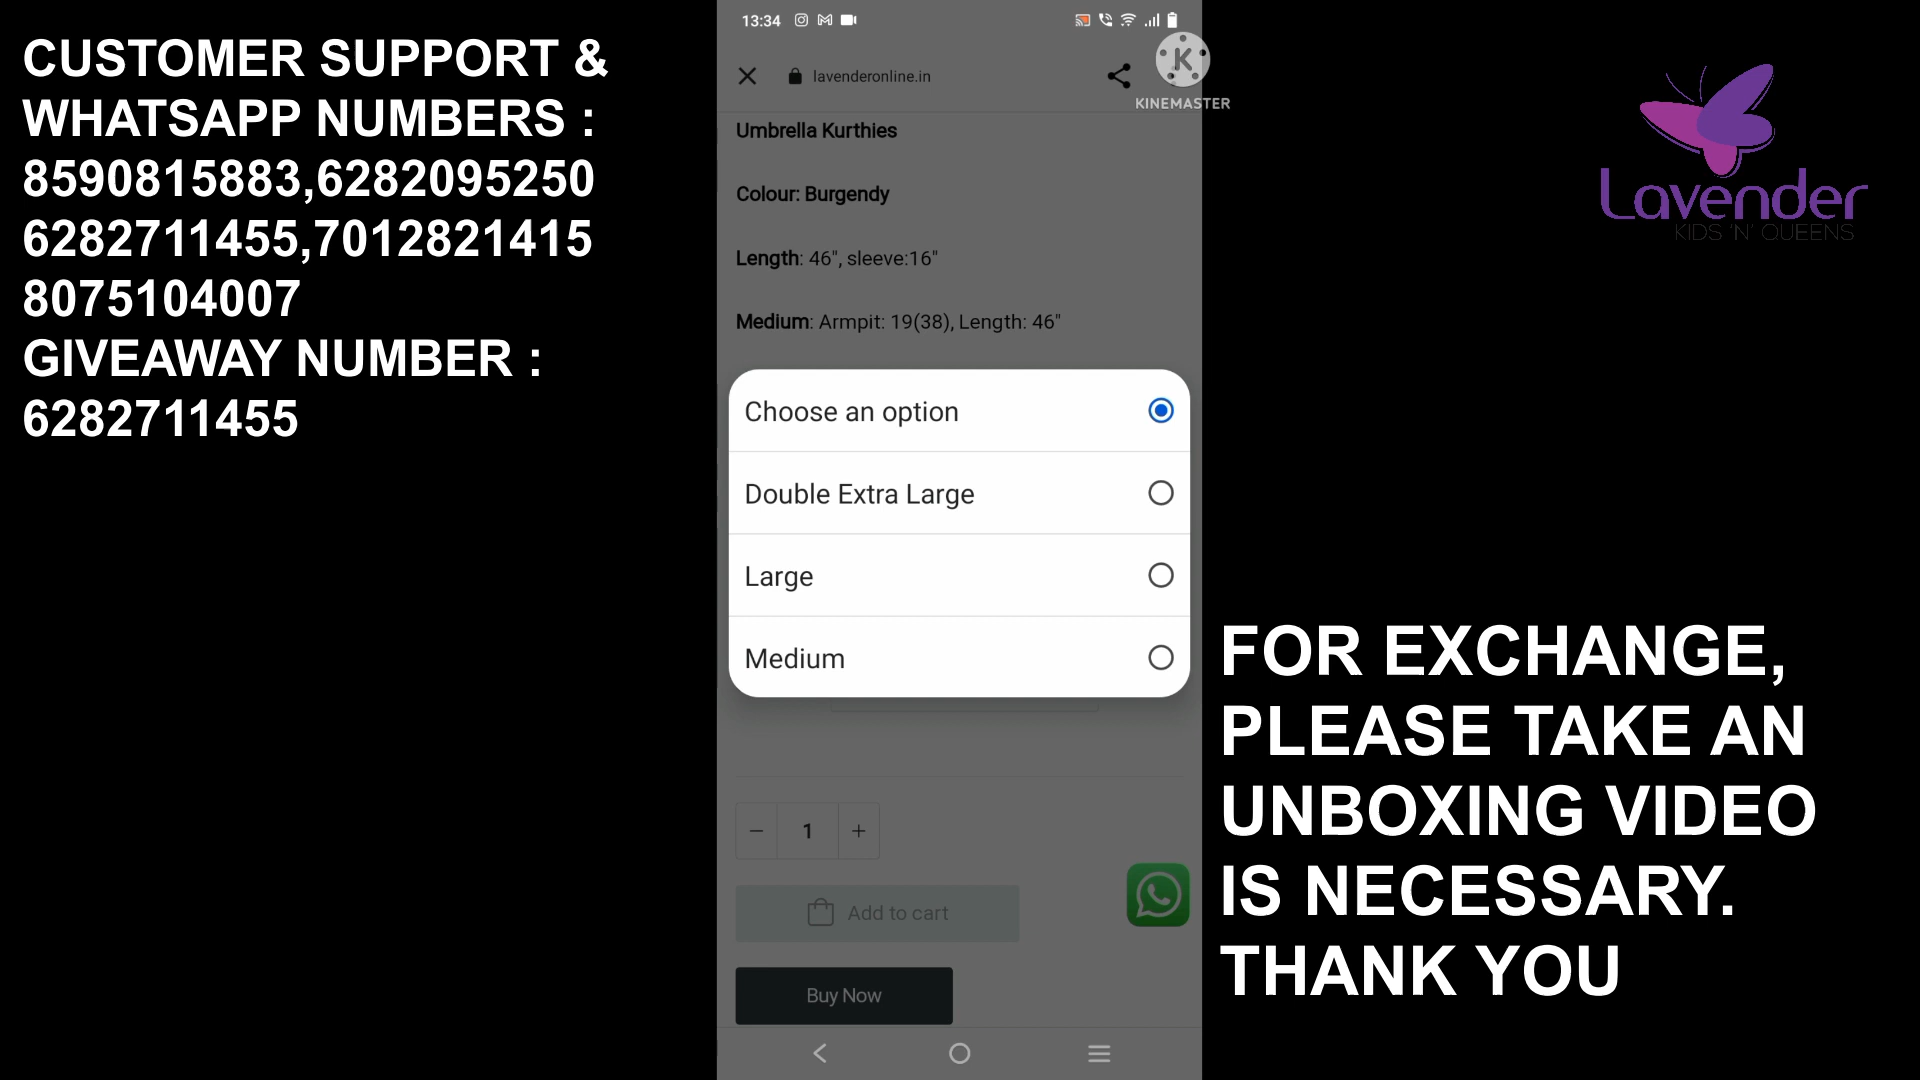 CUSTOMER SUPPORT &
WHATSAPP NUMBERS :
8590815883,6282095250
6282711455,7012821415
8075104007
GIVEAWAY NUMBER :
6282711455
13:34
lavenderonline.in
KINEMASTER
Umbrella Kurthies
Colour: Burgendy
Length: 46", sleeve:16"
Medium: Armpit: 19(38), Length: 46"
Choose an option
Double Extra Large
Large
Medium
1
Add to cart
Buy Now
Lavender
KIDS 'N' QUEENS
FOR EXCHANGE,
PLEASE TAKE AN
UNBOXING VIDEO
IS NECESSARY.
THANK YOU